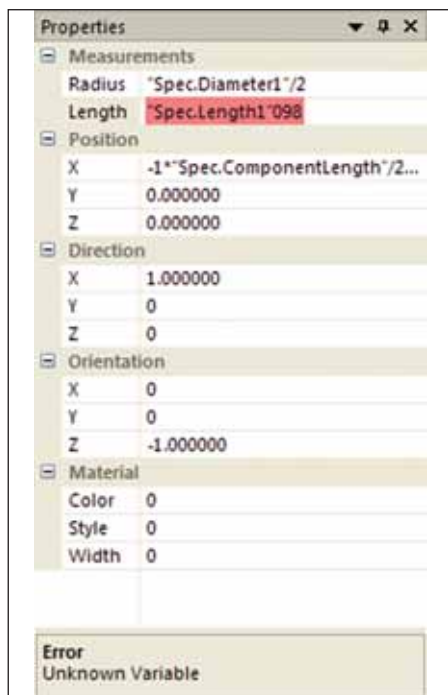 Properties
Measurements
Radius "Spec.Diameter1"/2
Length "Spec.Length1"098
Position
X -1*"Spec.ComponentLength"/2...
Y 0.000000
Z 0.000000
Direction
X 1.000000
Y 0
Z 0
Orientation
X 0
Y 0
Z -1.000000
Material
Color 0
Style 0
Width 0
Error
Unknown Variable